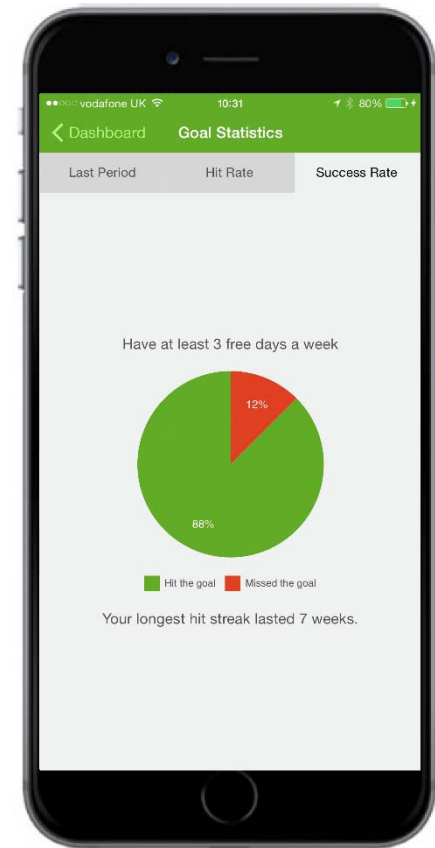 vodafone UK 10:31 80%
Dashboard Goal Statistics
Last Period Hit Rate Success Rate
Have at least 3 free days a week
12%
88%
Hit the goal Missed the goal
Your longest hit streak lasted 7 weeks.